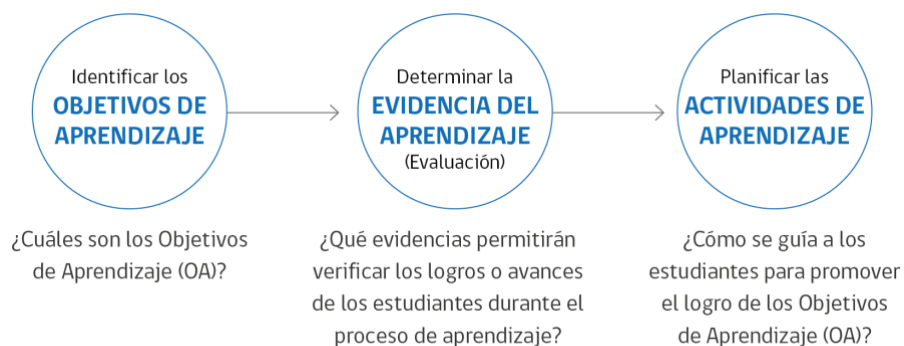 Identificar los
OBJETIVOS DE
APRENDIZAJE
¿Cuáles son los Objetivos
de Aprendizaje (OA)?
Determinar la
EVIDENCIA DEL
APRENDIZAJE
(Evaluación)
¿Qué evidencias permitirán
verificar los logros o avances
de los estudiantes durante el
proceso de aprendizaje?
Planificar las
ACTIVIDADES DE
APRENDIZAJE
¿Cómo se guía a los
estudiantes para promover
el logro de los Objetivos
de Aprendizaje (OA)?